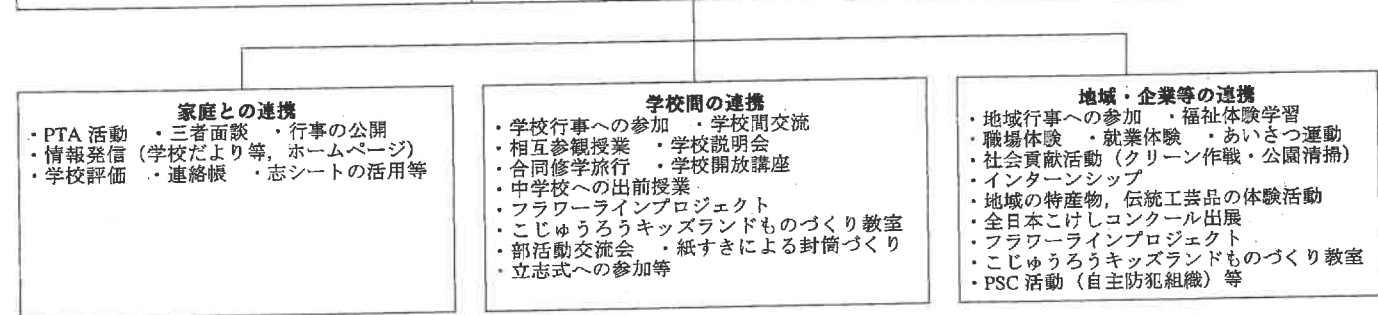 家庭との連携
・PTA 活動 ・三者面談 ・行事の公開
・情報発信（学校だより等，ホームページ）
・学校評価 ・連絡帳 ・志シートの活用等
学校間の連携
・学校行事への参加 ・学校間交流
・相互参観授業 ・学校説明会
・合同修学旅行 ・学校開放講座
・中学校への出前授業
・フラワーラインプロジェクト
・こじゅうろうキッズランドものづくり教室
・部活動交流会 ・紙すきによる封筒づくり
・立志式への参加等
地域・企業等の連携
・地域行事への参加 ・福祉体験学習
・職場体験 ・就業体験 ・あいさつ運動
・社会貢献活動（クリーン作戦・公園清掃）
・インターンシップ
・地域の特産物，伝統工芸品の体験活動
・全日本こけしコンクール出展
・フラワーラインプロジェクト
・こじゅうろうキッズランドものづくり教室
・PSC 活動（自主防犯組織）等